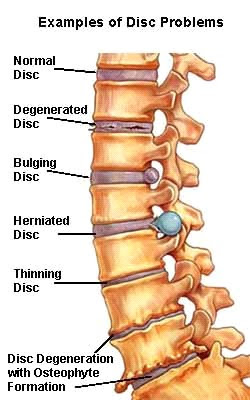 Examples of Disc Problems
Normal
Disc
Degenerated
Disc
Bulging
Disc
Herniated
Disc
Thinning
Disc
Disc Degeneration
with Osteophyte
Formation